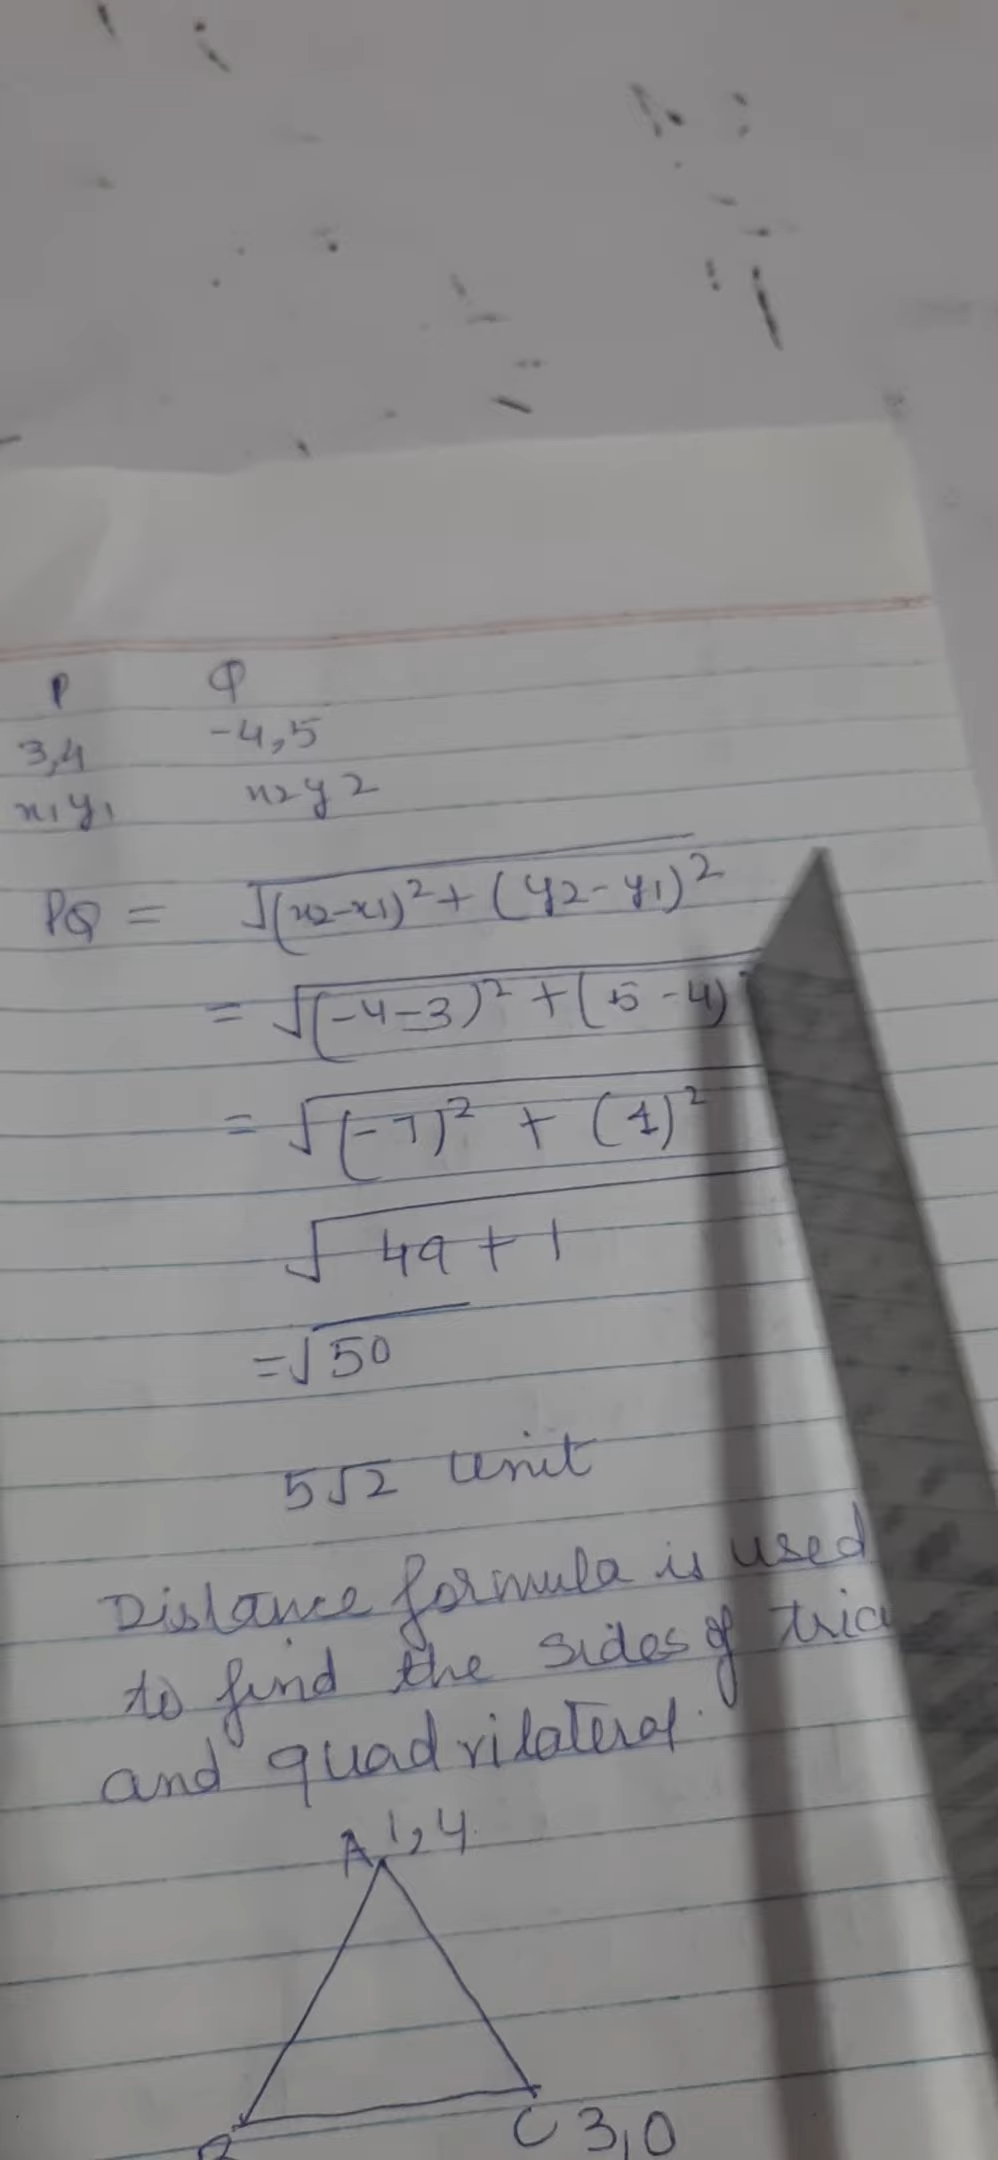 P Q
3,4 -4,5
x1y1 x2y2
PQ = √(x2-x1)² + (y2-y1)²
= √(-4-3)² + (5-4)
= √(-7)² + (1)²
√49 + 1
= √50
5√2 unit
Distance formula is used
to find the sides of
and quadrilateral.
A 1,4
C 3,0